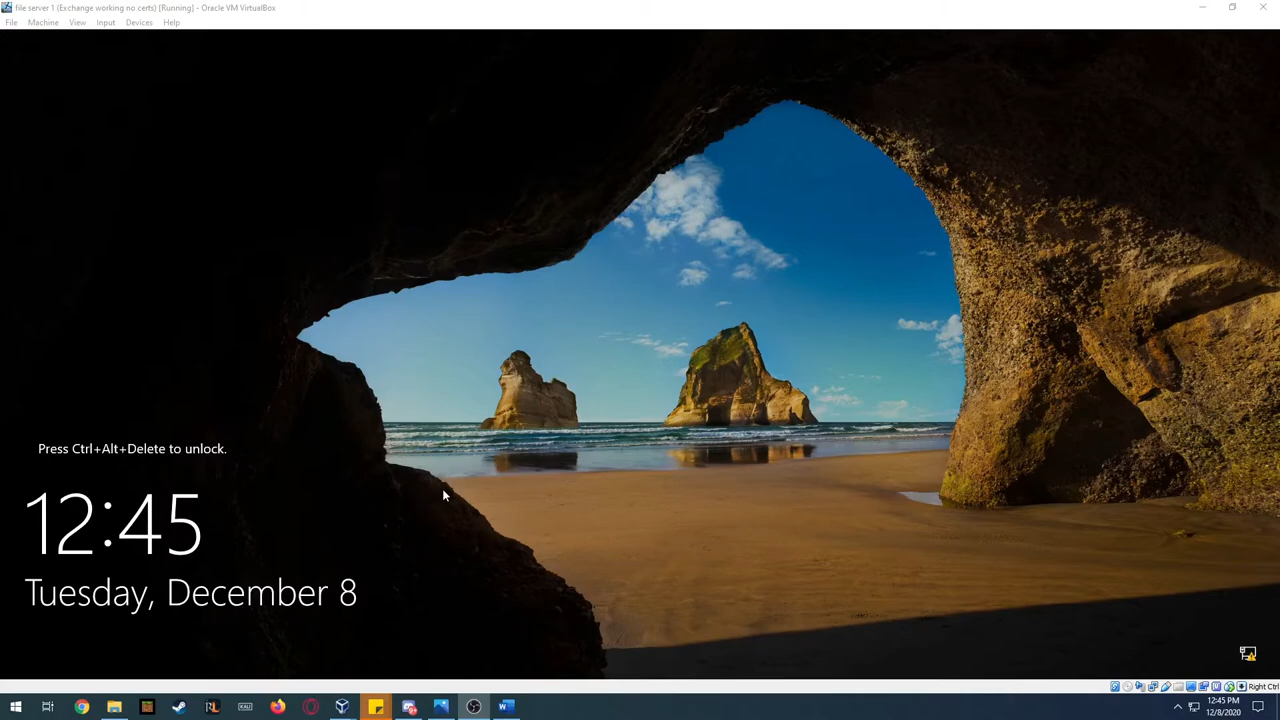 file server 1 (Exchange working no certs) [Running] - Oracle VM VirtualBox
File Machine View Input Devices Help
Press Ctrl+Alt+Delete to unlock.
12:45
Tuesday, December 8
Right Ctrl
KALI
12:45 PM
12/8/2020